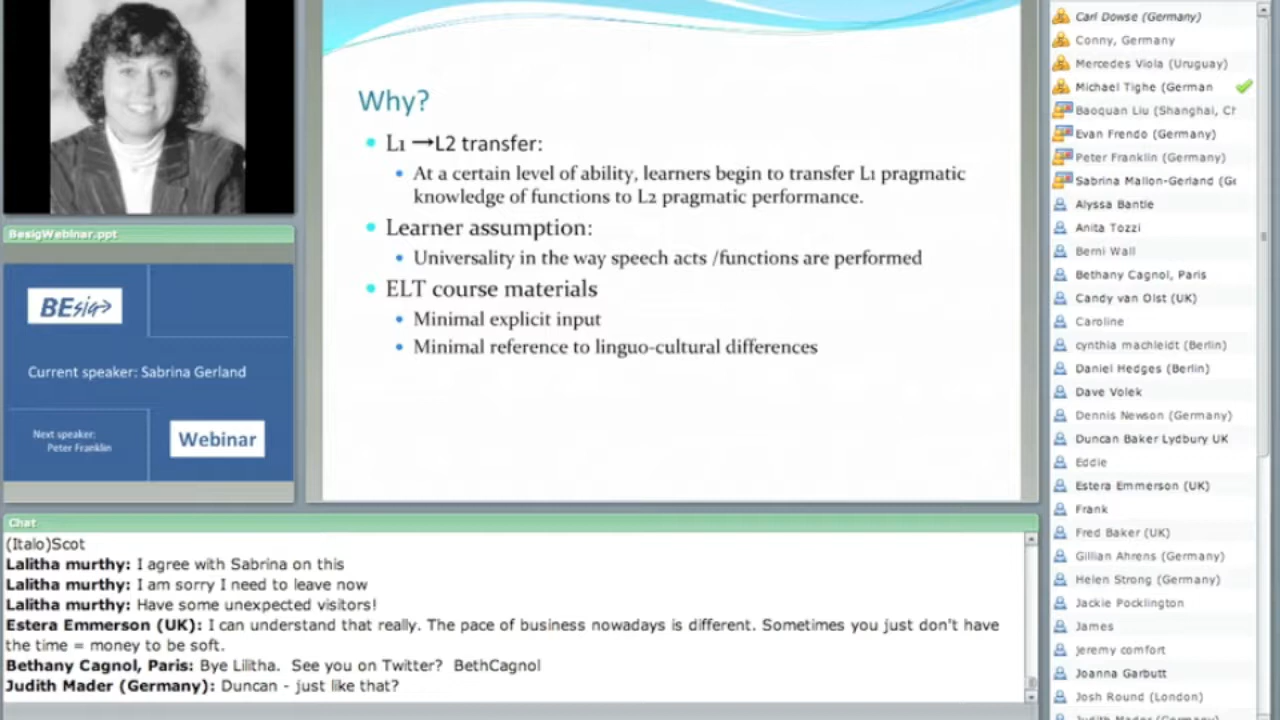 BesigWebinar.ppt
BEsig
Current speaker: Sabrina Gerland
Next speaker:
Peter Franklin
Webinar
Why?
L1 →L2 transfer:
At a certain level of ability, learners begin to transfer L1 pragmatic
knowledge of functions to L2 pragmatic performance.
Learner assumption:
Universality in the way speech acts /functions are performed
ELT course materials
Minimal explicit input
Minimal reference to linguo-cultural differences
Chat
(Italo)Scot
Lalitha murthy: I agree with Sabrina on this
Lalitha murthy: I am sorry I need to leave now
Lalitha murthy: Have some unexpected visitors!
Estera Emmerson (UK): I can understand that really. The pace of business nowadays is different. Sometimes you just don't have
the time = money to be soft.
Bethany Cagnol, Paris: Bye Lilitha. See you on Twitter? BethCagnol
Judith Mader (Germany): Duncan - just like that?
Carl Dowse (Germany)
Conny, Germany
Mercedes Viola (Uruguay)
Michael Tighe (German
Baoquan Liu (Shanghai, Ch
Evan Frendo (Germany)
Peter Franklin (Germany)
Sabrina Mallon-Gerland (Ge
Alyssa Bantle
Anita Tozzi
Berni Wall
Bethany Cagnol, Paris
Candy van Olst (UK)
Caroline
cynthia machleidt (Berlin)
Daniel Hedges (Berlin)
Dave Volek
Dennis Newson (Germany)
Duncan Baker Lydbury UK
Eddie
Estera Emmerson (UK)
Frank
Fred Baker (UK)
Gillian Ahrens (Germany)
Helen Strong (Germany)
Jackie Pocklington
James
jeremy comfort
Joanna Garbutt
Josh Round (London)
Judith Mader (Germany)